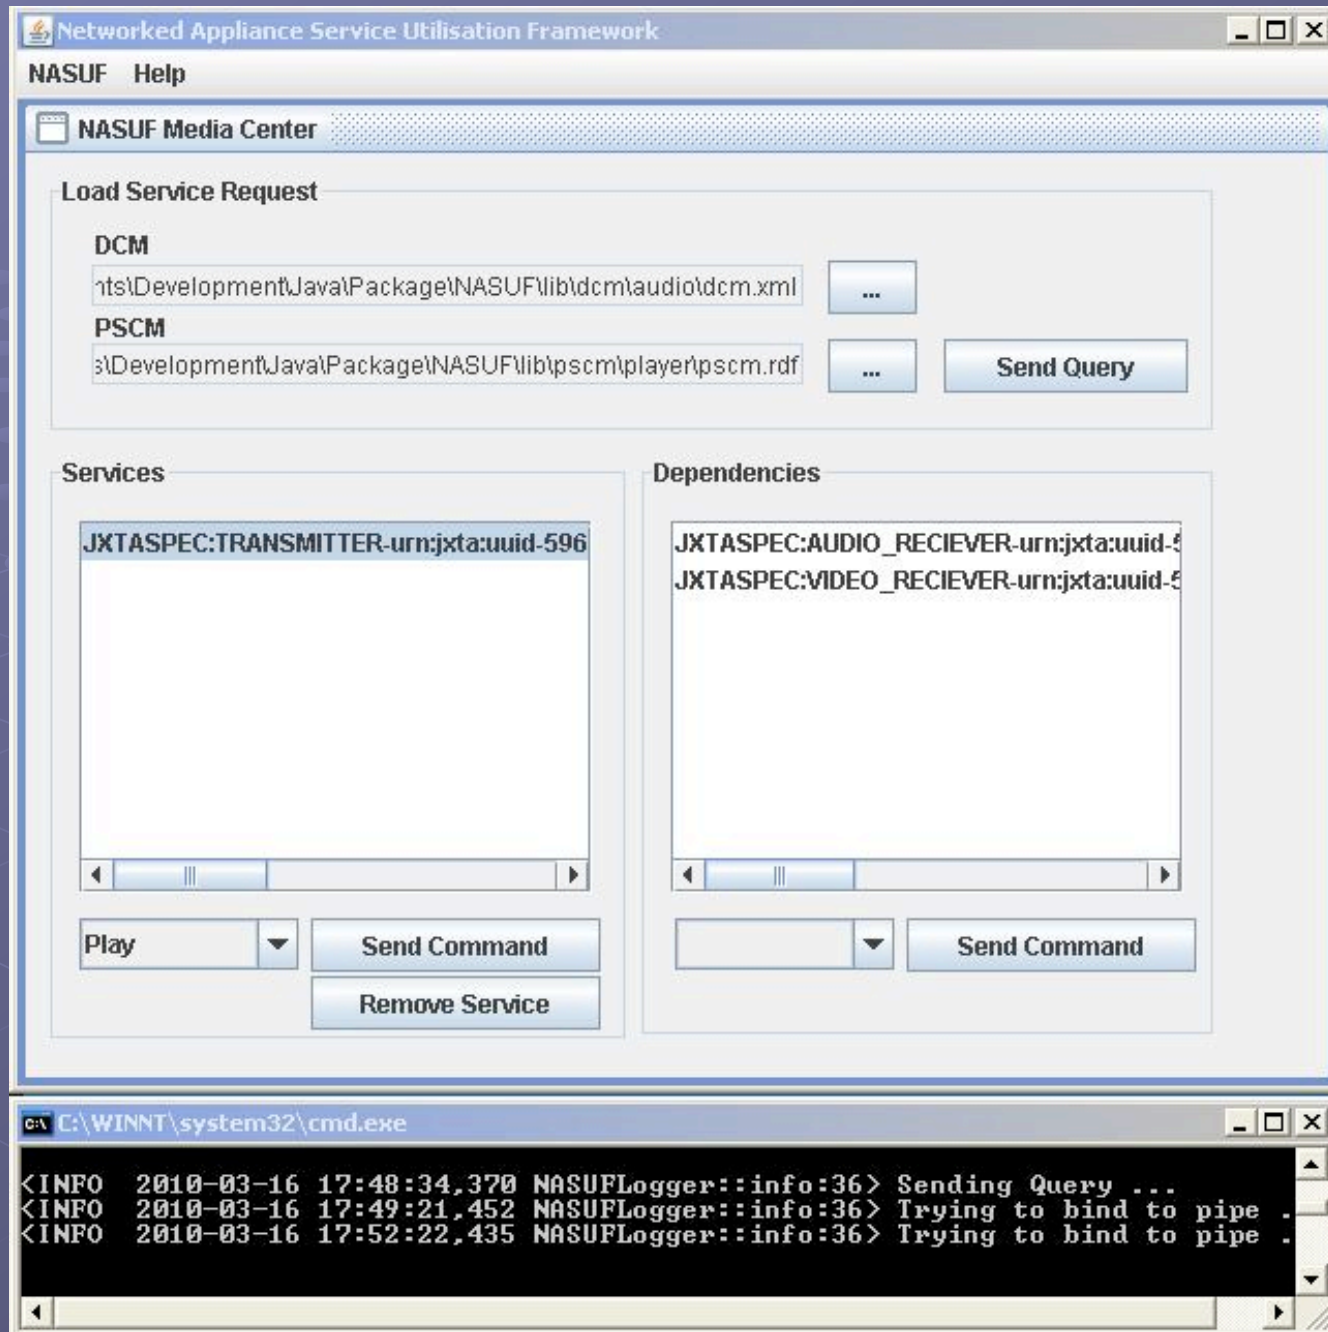 Networked Appliance Service Utilisation Framework
NASUF Help
NASUF Media Center
Load Service Request
DCM
nts\Development\Java\Package\NASUF\lib\dcm\audio\dcm.xml
...
PSCM
s\Development\Java\Package\NASUF\lib\pscm\player\pscm.rdf
...
Send Query
Services
JXTASPEC:TRANSMITTER-urn:jxta:uuid-596
Play
Send Command
Remove Service
Dependencies
JXTASPEC:AUDIO_RECIEVER-urn:jxta:uuid-5
JXTASPEC:VIDEO_RECIEVER-urn:jxta:uuid-5
Send Command
C:\WINNT\system32\cmd.exe
<INFO 2010-03-16 17:48:34,370 NASUFLogger::info:36> Sending Query ...
<INFO 2010-03-16 17:49:21,452 NASUFLogger::info:36> Trying to bind to pipe .
<INFO 2010-03-16 17:52:22,435 NASUFLogger::info:36> Trying to bind to pipe .